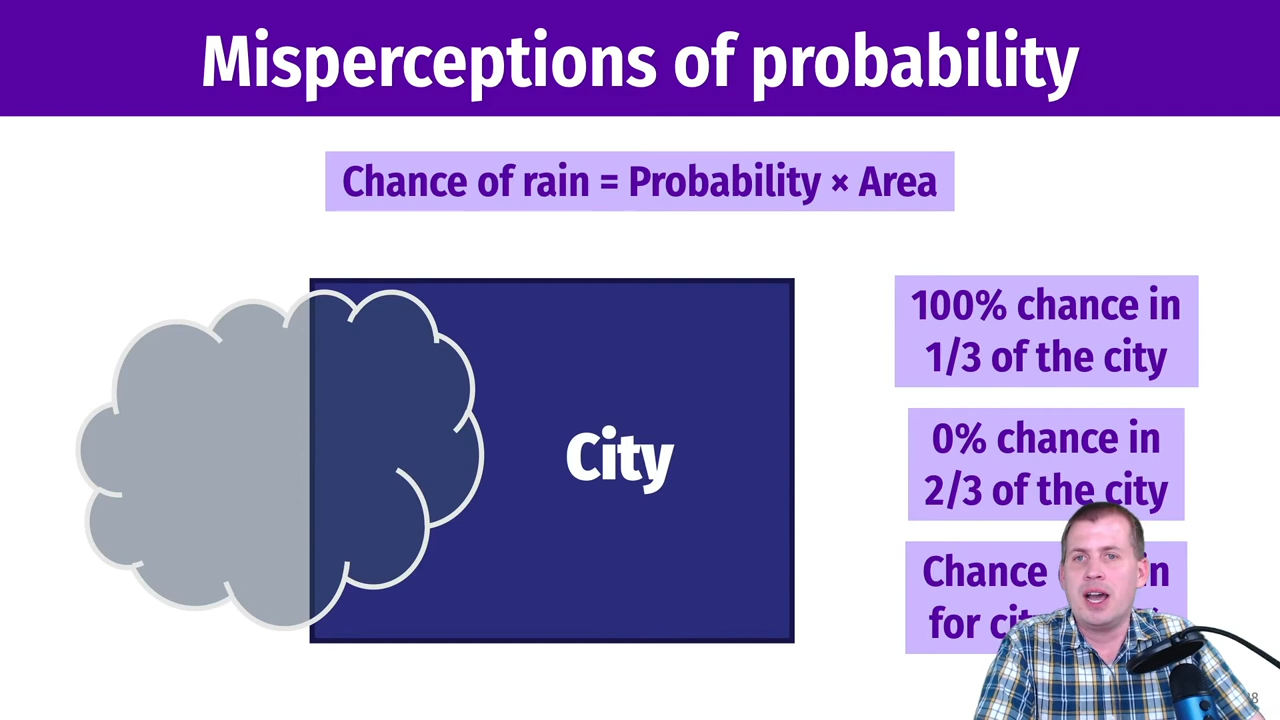 Misperceptions of probability
Chance of rain = Probability × Area
City
100% chance in
1/3 of the city
0% chance in
2/3 of the city
Chance
for